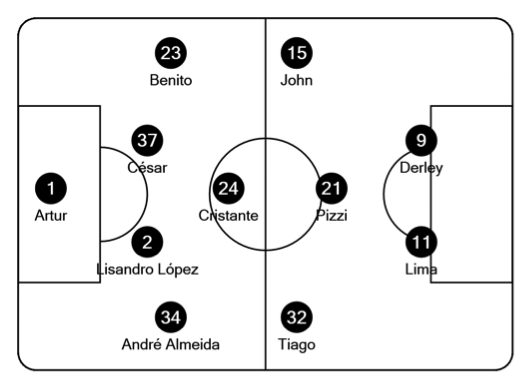 23
Benito
15
John
37
César
9
Derley
1
Artur
24
Cristante
21
Pizzi
2
Lisandro López
11
Lima
34
André Almeida
32
Tiago